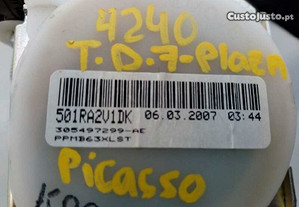 CustoJusto.pt
4240
T.D.7-Plaza
501RA2V1DK 06.03.2007 03:44
305497299-AE
PPMB63XLST
Picasso